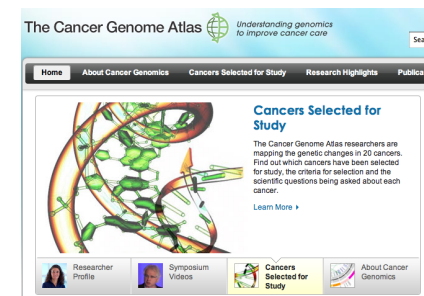 The Cancer Genome Atlas
Understanding genomics
to improve cancer care
Home
About Cancer Genomics
Cancers Selected for Study
Research Highlights
Cancers Selected for
Study
The Cancer Genome Atlas researchers are
mapping the genetic changes in 20 cancers.
Find out which cancers have been selected
for study, the criteria for selection and the
scientific questions being asked about each
cancer.
Learn More
Researcher
Profile
Symposium
Videos
Cancers
Selected for
Study
About Cancer
Genomics